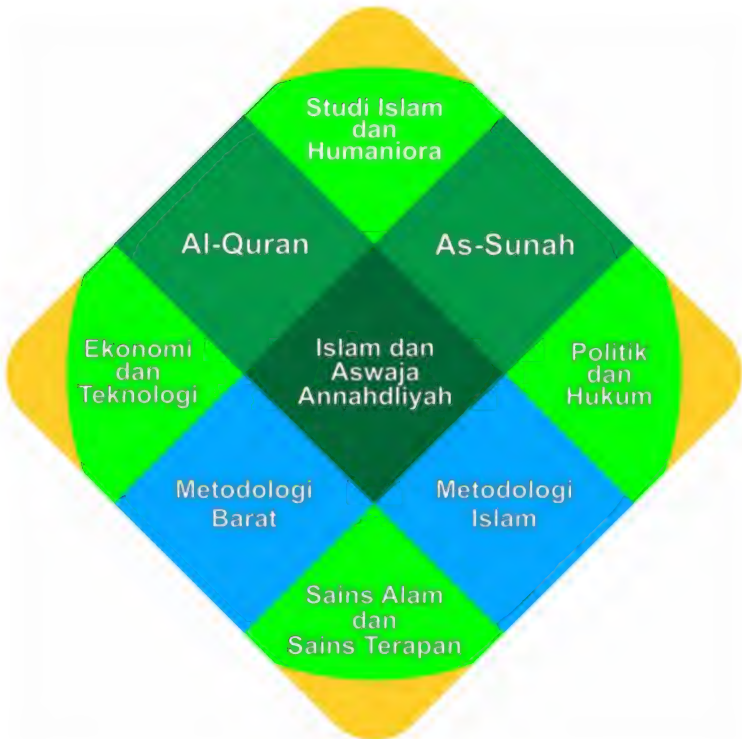 Studi Islam
dan
Humaniora
Al-Quran
As-Sunah
Ekonomi
dan
Teknologi
Islam dan
Aswaja
Annahdliyah
Politik
dan
Hukum
Metodologi
Barat
Metodologi
Islam
Sains Alam
dan
Sains Terapan